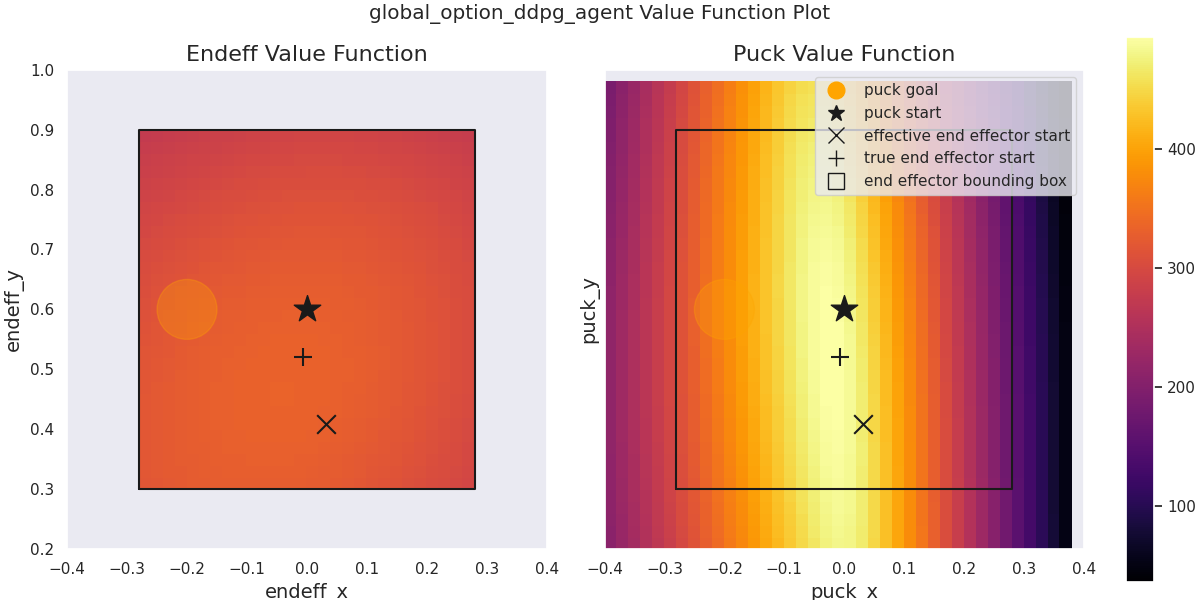 global_option_ddpg_agent Value Function Plot
Endeff Value Function
1.0
0.9
0.8
0.7
0.6
0.5
0.4
0.3
0.2
endeff_y
−0.4 −0.3 −0.2 −0.1 0.0 0.1 0.2 0.3 0.4
endeff_x
Puck Value Function
puck goal
puck start
effective end effector start
true end effector start
end effector bounding box
puck_y
−0.4 −0.3 −0.2 −0.1 0.0 0.1 0.2 0.3 0.4
puck_x
400
300
200
100